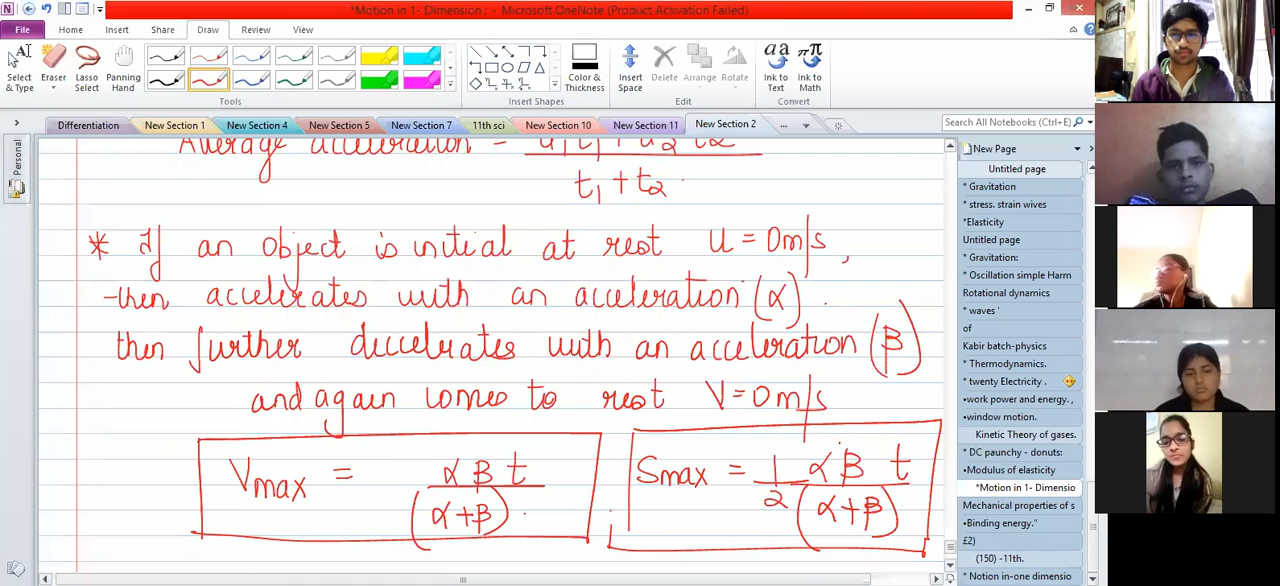 *Motion in 1- Dimension : - Microsoft OneNote (Product Activation Failed)
File Home Insert Share Draw Review View
Select & Type
Eraser
Lasso Select
Panning Hand
Color & Thickness
Insert Space
Delete
Arrange
Rotate
Ink to Text
Ink to Math
Tools
Insert Shapes
Edit
Convert
Differentiation New Section 1 New Section 4 New Section 5 New Section 7 11th sci New Section 10 New Section 11 New Section 2 ...
Search All Notebooks (Ctrl+E)
Personal
Average acceleration = a₁t₁ + a₂t₂
t₁ + t₂
* If an object is initial at rest u = 0m/s,
then accelerates with an acceleration (α).
then further deceelrates with an acceleration (β)
and again comes to rest V=0m/s
Vmax = αβt
(α+β)
Smax = 1/2 αβ t
(α+β)
New Page
Untitled page
* Gravitation
* stress. strain wives
*Elasticity
Untitled page
* Gravitation:
* Oscillation simple Harm
Rotational dynamics
* waves '
of
Kabir batch-physics
* Thermodynamics.
* twenty Electricity .
•work power and energy. ,
•window motion.
Kinetic Theory of gases.
* DC paunchy - donuts:
•Modulus of elasticity
*Motion in 1- Dimensio
Mechanical properties of s
•Binding energy."
£2)
(150) -11th.
* Notion in-one dimensio